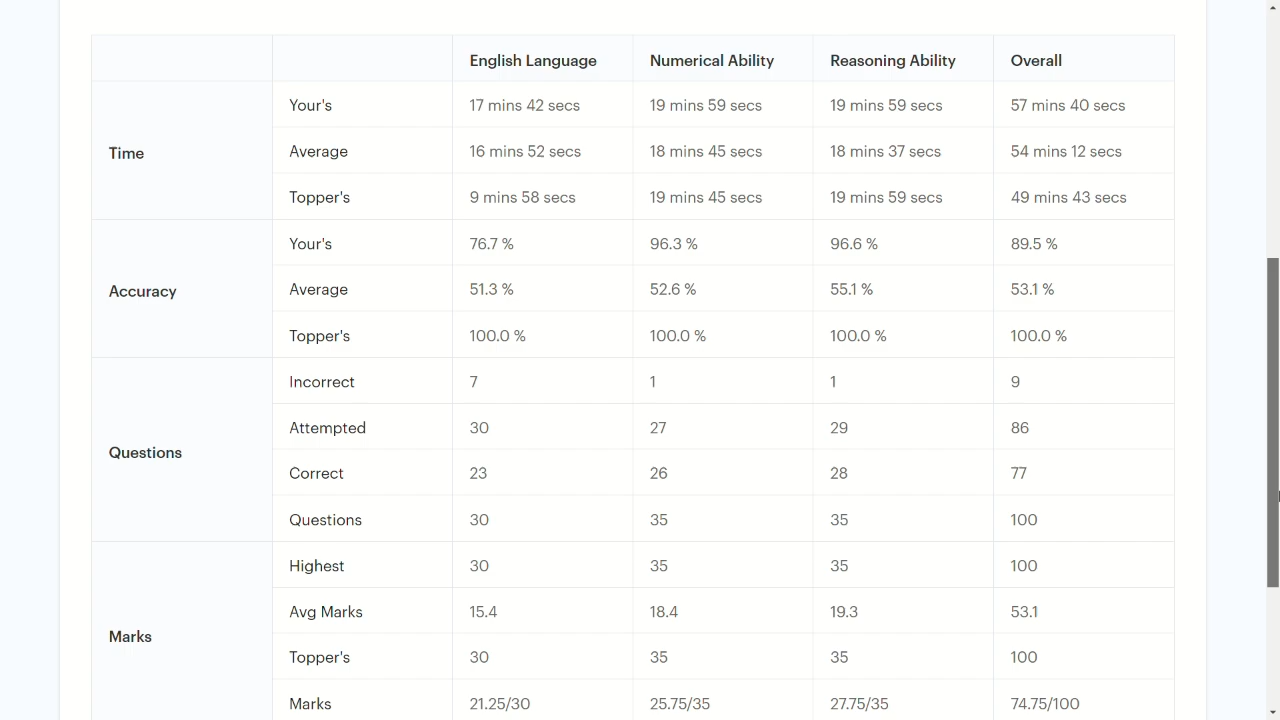 English Language Numerical Ability Reasoning Ability Overall
Time
Your's 17 mins 42 secs 19 mins 59 secs 19 mins 59 secs 57 mins 40 secs
Average 16 mins 52 secs 18 mins 45 secs 18 mins 37 secs 54 mins 12 secs
Topper's 9 mins 58 secs 19 mins 45 secs 19 mins 59 secs 49 mins 43 secs
Accuracy
Your's 76.7 % 96.3 % 96.6 % 89.5 %
Average 51.3 % 52.6 % 55.1 % 53.1 %
Topper's 100.0 % 100.0 % 100.0 % 100.0 %
Questions
Incorrect 7 1 1 9
Attempted 30 27 29 86
Correct 23 26 28 77
Questions 30 35 35 100
Marks
Highest 30 35 35 100
Avg Marks 15.4 18.4 19.3 53.1
Topper's 30 35 35 100
Marks 21.25/30 25.75/35 27.75/35 74.75/100